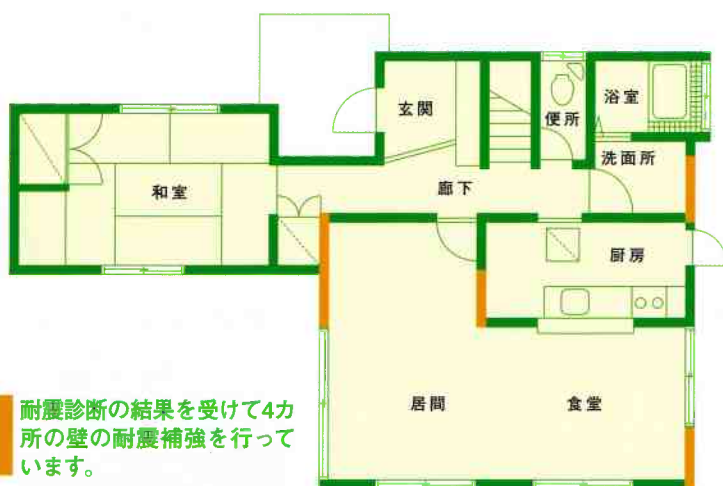 浴室
玄関
便所
洗面所
和室
廊下
厨房
居間
食堂
耐震診断の結果を受けて4カ
所の壁の耐震補強を行って
います。